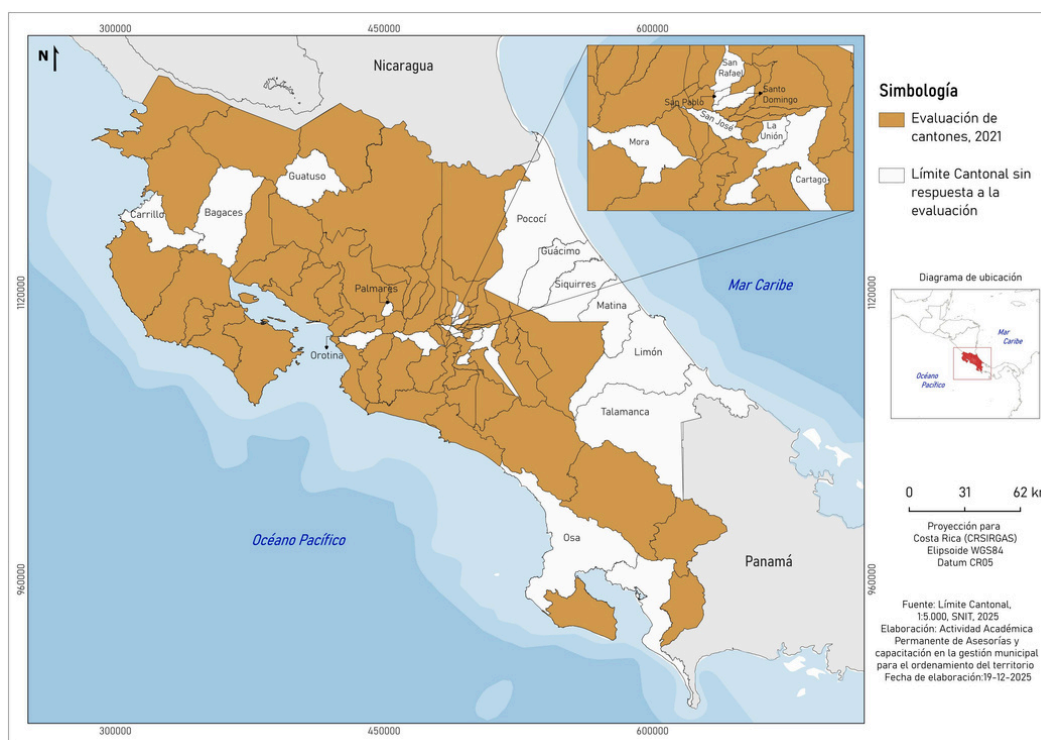 300000
450000
600000
N
Nicaragua
San
Rafael
San Pablo
Santo
Domingo
San José
La
Unión
Mora
Cartago
Guatuso
Bagaces
Carrillo
Pococí
Guácimo
Siquirres
Matina
Limón
Talamanca
Palmares
Orotina
Osa
Mar Caribe
Océano Pacífico
Panamá
1120000
960000
1120000
960000
300000
450000
600000
Simbología
Evaluación de
cantones, 2021
Límite Cantonal sin
respuesta a la
evaluación
Diagrama de ubicación
Mar
Caribe
Océano
Pacífico
0 31 62 km
Proyección para
Costa Rica (CRSIRGAS)
Elipsoide WGS84
Datum CR05
Fuente: Límite Cantonal,
1:5.000, SNIT, 2025
Elaboración: Actividad Académica
Permanente de Asesorías y
capacitación en la gestión municipal
para el ordenamiento del territorio
Fecha de elaboración:19-12-2025